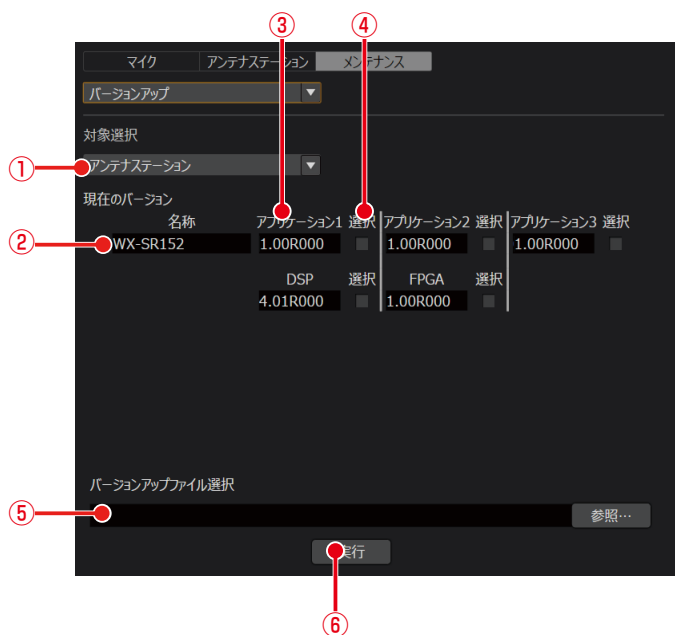 ③ ④
マイク アンテナステーション メンテナンス
バージョンアップ
対象選択
① アンテナステーション
現在のバージョン
名称 アプリケーション1 選択 アプリケーション2 選択 アプリケーション3 選択
② WX-SR152 1.00R000 1.00R000 1.00R000
DSP 選択 FPGA 選択
4.01R000 1.00R000
バージョンアップファイル選択
⑤ 参照…
実行
⑥